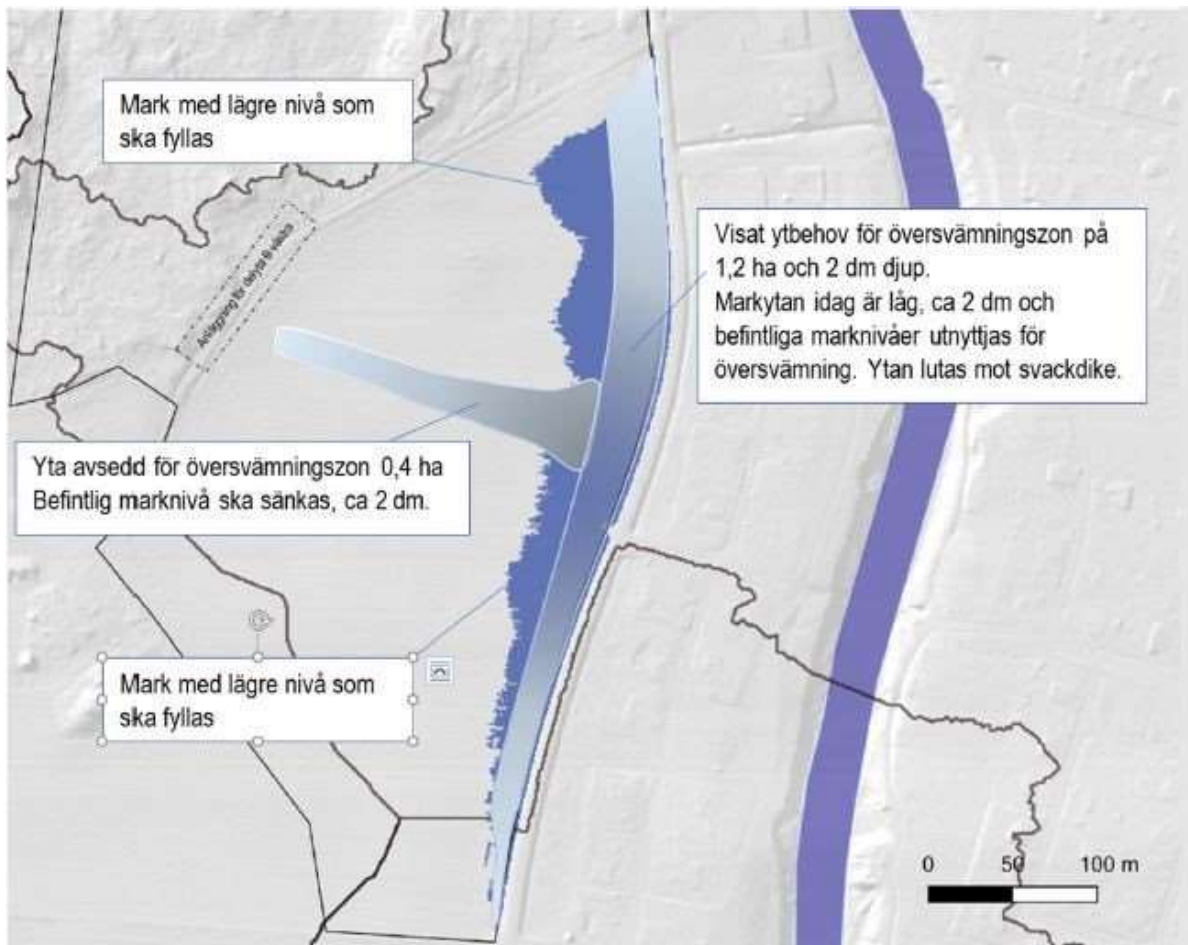 Mark med lägre nivå som
ska fyllas
Visat ytbehov för översvämningszon på
1,2 ha och 2 dm djup.
Markytan idag är låg, ca 2 dm och
befintliga marknivåer utnyttjas för
översvämning. Ytan lutas mot svackdike.
Anläggning för delyta
Yta avsedd för översvämningszon 0,4 ha
Befintlig marknivå ska sänkas, ca 2 dm.
Mark med lägre nivå som
ska fyllas
0 50 100 m